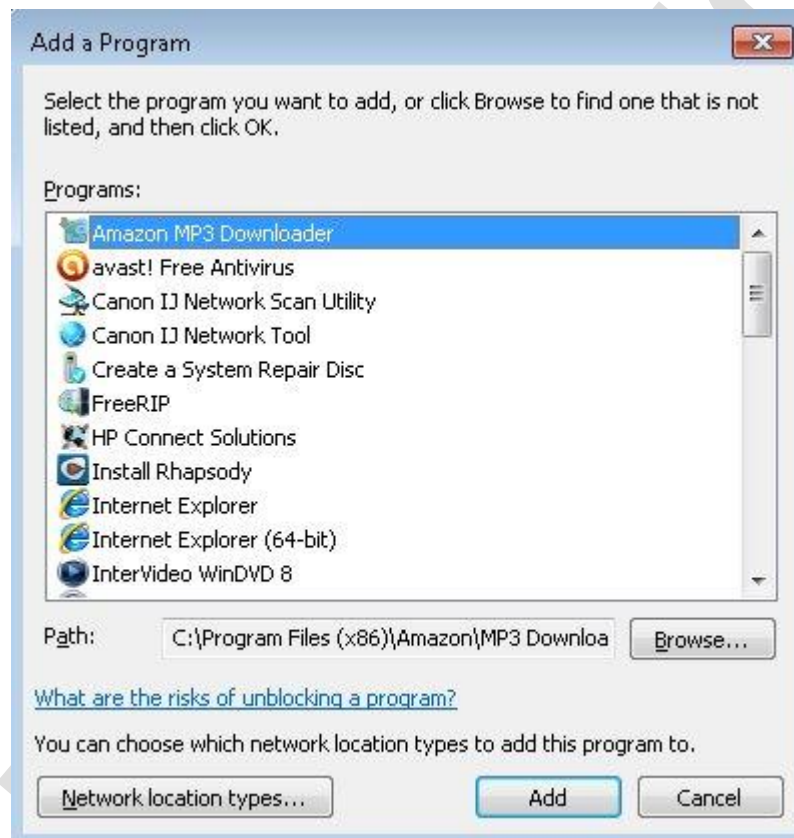 Add a Program
Select the program you want to add, or click Browse to find one that is not
listed, and then click OK.
Programs:
Amazon MP3 Downloader
avast! Free Antivirus
Canon IJ Network Scan Utility
Canon IJ Network Tool
Create a System Repair Disc
FreeRIP
HP Connect Solutions
Install Rhapsody
Internet Explorer
Internet Explorer (64-bit)
InterVideo WinDVD 8
Path: C:\Program Files (x86)\Amazon\MP3 Downloa Browse...
What are the risks of unblocking a program?
You can choose which network location types to add this program to.
Network location types... Add Cancel